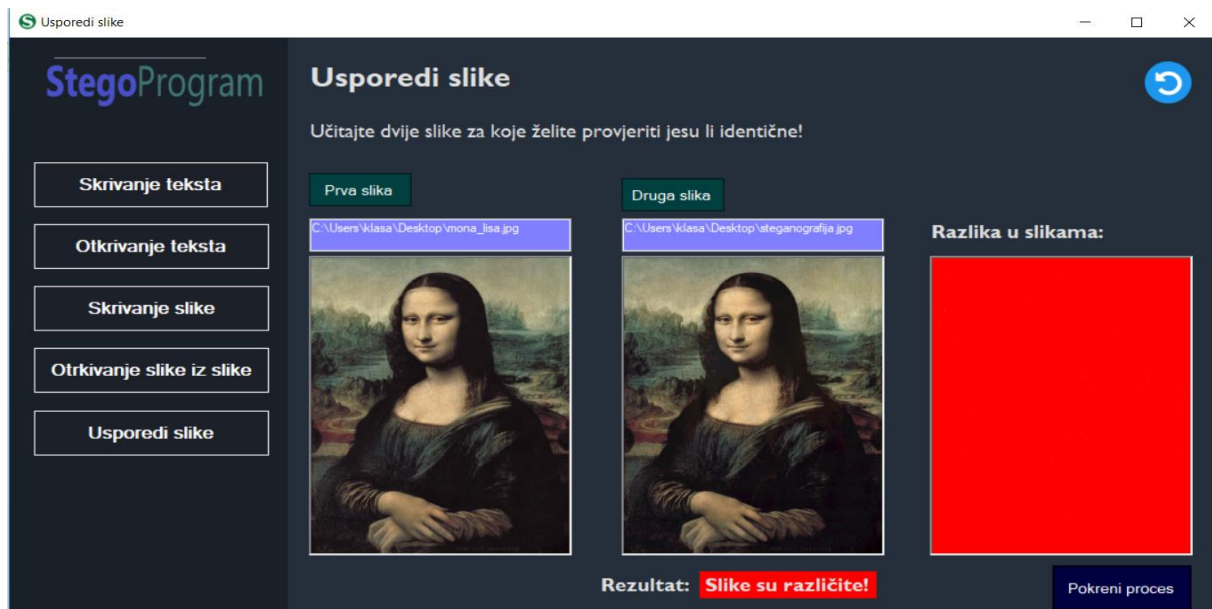 Usporedi slike
StegoProgram
Skrivanje teksta
Otkrivanje teksta
Skrivanje slike
Otrkivanje slike iz slike
Usporedi slike
Usporedi slike
Učitajte dvije slike za koje želite provjeriti jesu li identične!
Prva slika
C:\Users\klasa\Desktop\mona_lisa.jpg
Druga slika
C:\Users\klasa\Desktop\steganografija.jpg
Razlika u slikama:
Rezultat: Slike su različite!
Pokreni proces